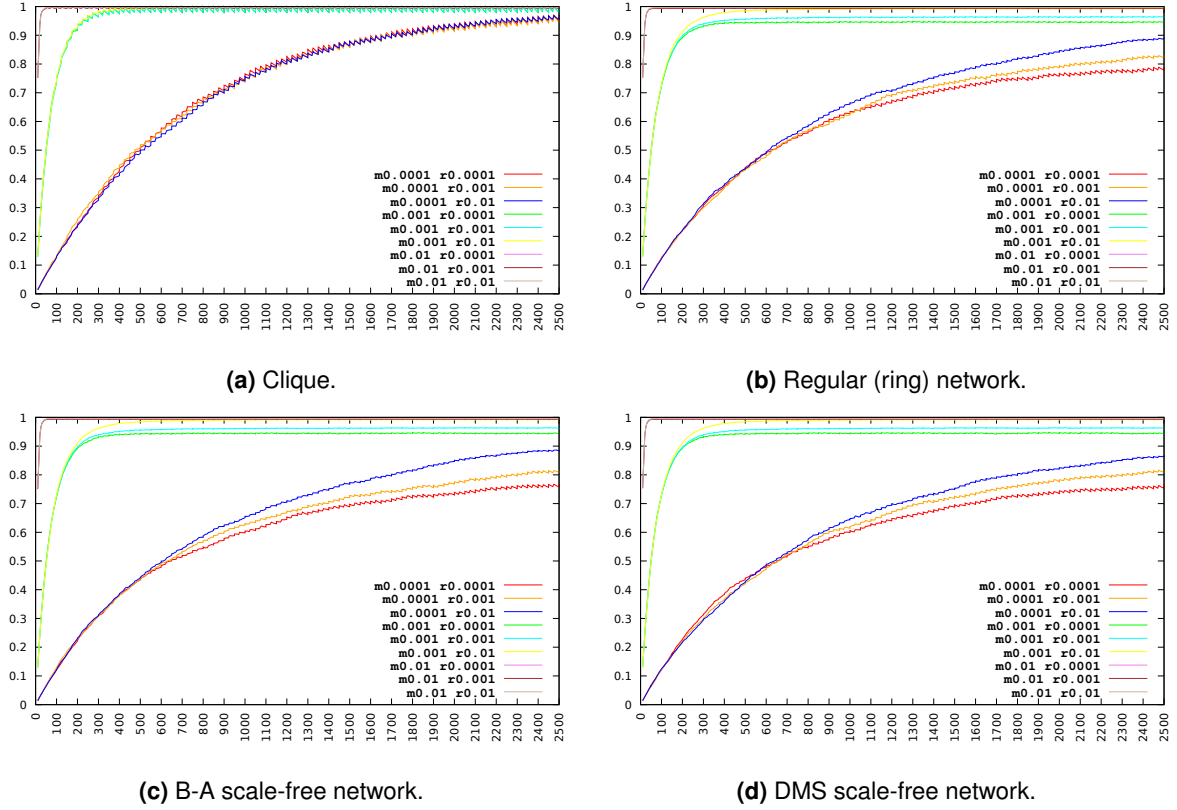 1
0.9
0.8
0.7
0.6
0.5
0.4
0.3
0.2
0.1
0
m0.0001 r0.0001
m0.0001 r0.001
m0.0001 r0.01
m0.001 r0.0001
m0.001 r0.001
m0.001 r0.01
m0.01 r0.0001
m0.01 r0.001
m0.01 r0.01
0 100 200 300 400 500 600 700 800 900 1000 1100 1200 1300 1400 1500 1600 1700 1800 1900 2000 2100 2200 2300 2400 2500
(a) Clique.
1
0.9
0.8
0.7
0.6
0.5
0.4
0.3
0.2
0.1
0
m0.0001 r0.0001
m0.0001 r0.001
m0.0001 r0.01
m0.001 r0.0001
m0.001 r0.001
m0.001 r0.01
m0.01 r0.0001
m0.01 r0.001
m0.01 r0.01
0 100 200 300 400 500 600 700 800 900 1000 1100 1200 1300 1400 1500 1600 1700 1800 1900 2000 2100 2200 2300 2400 2500
(b) Regular (ring) network.
1
0.9
0.8
0.7
0.6
0.5
0.4
0.3
0.2
0.1
0
m0.0001 r0.0001
m0.0001 r0.001
m0.0001 r0.01
m0.001 r0.0001
m0.001 r0.001
m0.001 r0.01
m0.01 r0.0001
m0.01 r0.001
m0.01 r0.01
0 100 200 300 400 500 600 700 800 900 1000 1100 1200 1300 1400 1500 1600 1700 1800 1900 2000 2100 2200 2300 2400 2500
(c) B-A scale-free network.
1
0.9
0.8
0.7
0.6
0.5
0.4
0.3
0.2
0.1
0
m0.0001 r0.0001
m0.0001 r0.001
m0.0001 r0.01
m0.001 r0.0001
m0.001 r0.001
m0.001 r0.01
m0.01 r0.0001
m0.01 r0.001
m0.01 r0.01
0 100 200 300 400 500 600 700 800 900 1000 1100 1200 1300 1400 1500 1600 1700 1800 1900 2000 2100 2200 2300 2400 2500
(d) DMS scale-free network.